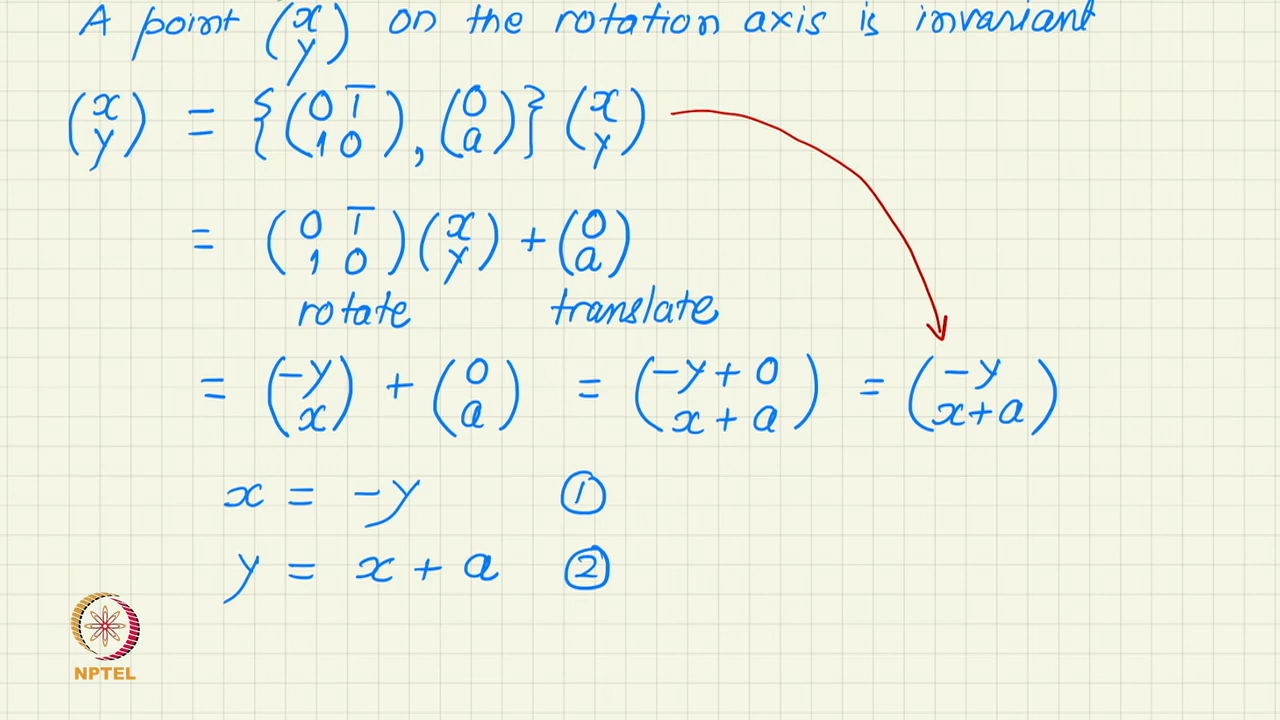 A point (x y) on the rotation axis is invariant
(x y) = {(0 1̅ 1 0), (0 a)} (x y)
= (0 1̅ 1 0)(x y) + (0 a)
rotate translate
= (-y x) + (0 a) = (-y + 0 x + a) = (-y x+a)
x = -y ①
y = x + a ②
NPTEL